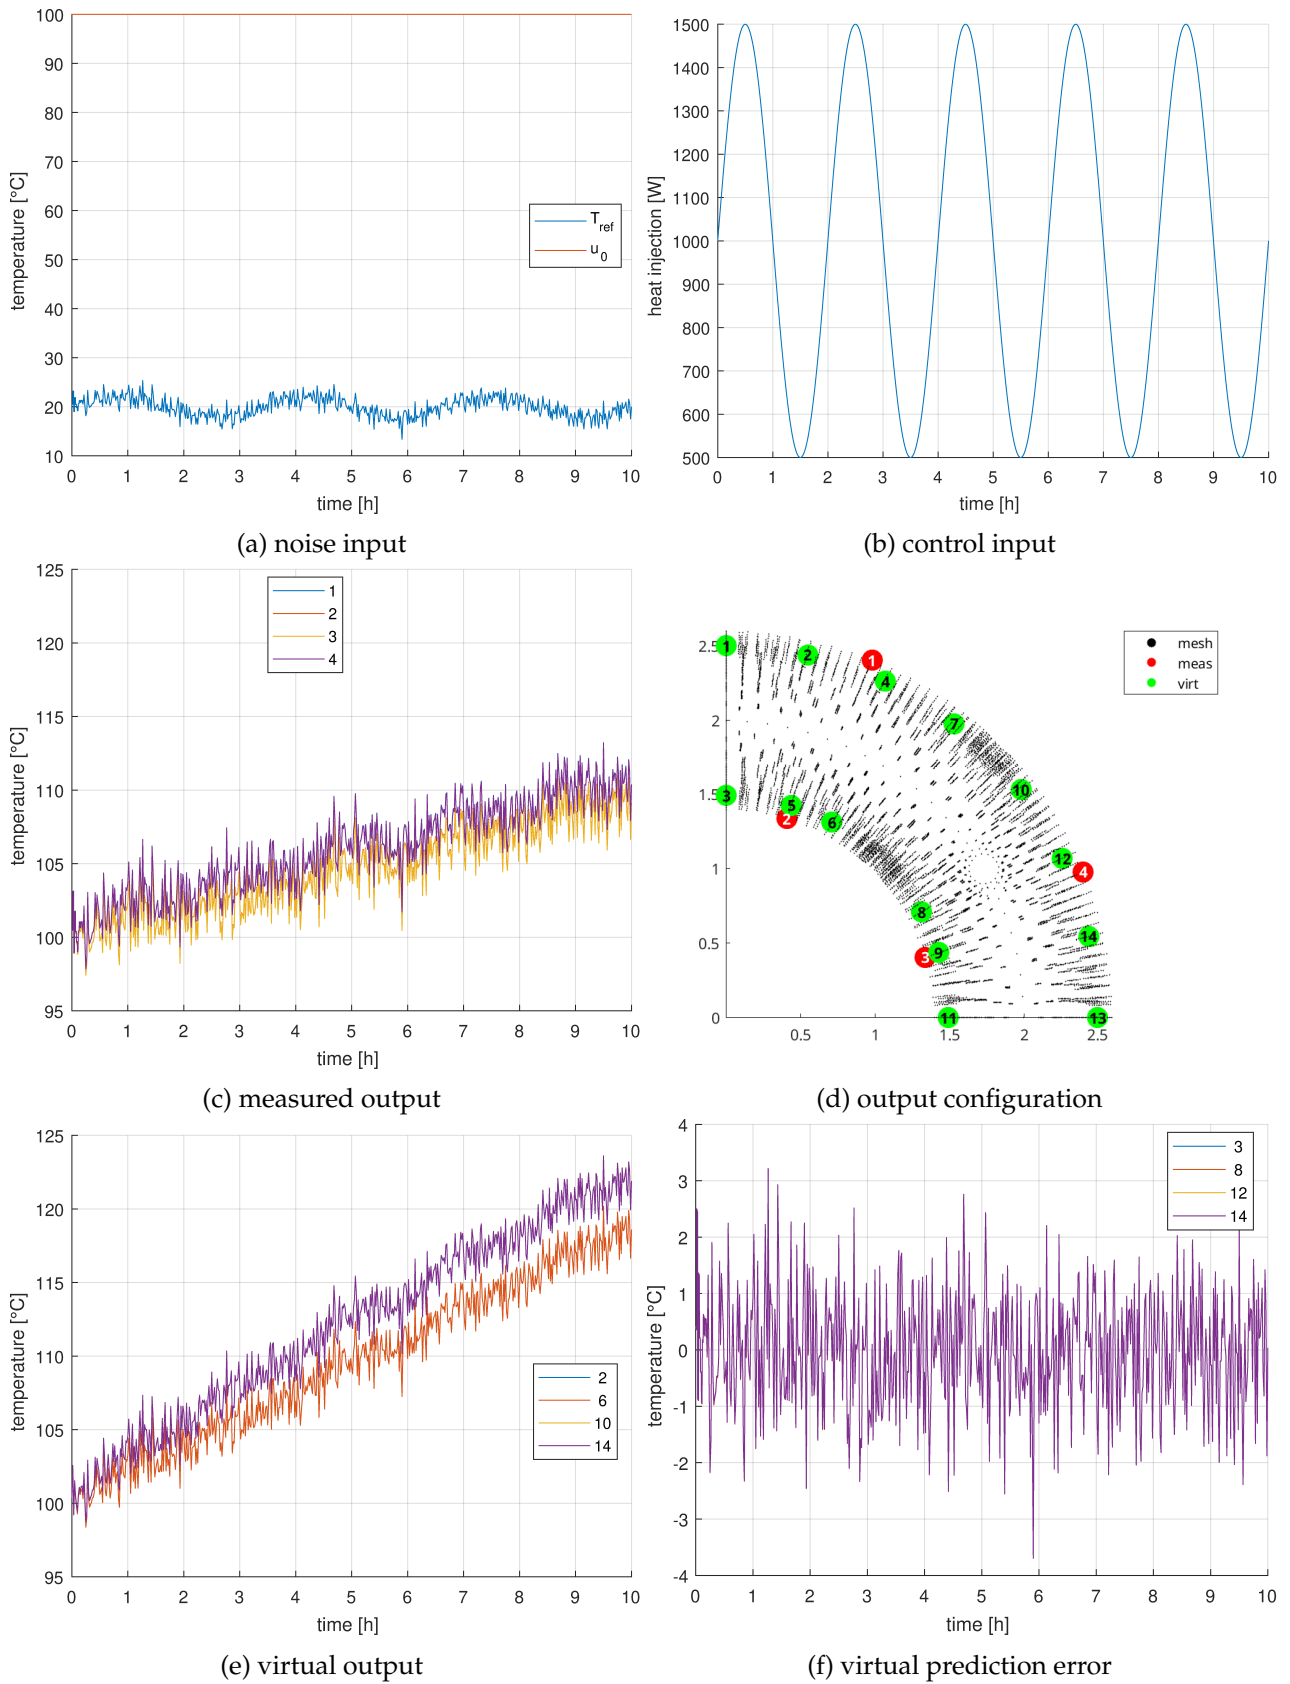 100
90
80
70
60
50
40
30
20
10
temperature [°C]
T_ref
u_0
0 1 2 3 4 5 6 7 8 9 10
time [h]
(a) noise input
1500
1400
1300
1200
1100
1000
900
800
700
600
500
heat injection [W]
0 1 2 3 4 5 6 7 8 9 10
time [h]
(b) control input
125
120
115
110
105
100
95
temperature [°C]
1
2
3
4
0 1 2 3 4 5 6 7 8 9 10
time [h]
(c) measured output
mesh
meas
virt
2.5
2
1.5
1
0.5
0
1
2
1
4
7
3
5
2
6
10
12
4
8
9
3
14
11
13
0.5 1 1.5 2 2.5
(d) output configuration
125
120
115
110
105
100
95
temperature [°C]
2
6
10
14
0 1 2 3 4 5 6 7 8 9 10
time [h]
(e) virtual output
4
3
2
1
0
-1
-2
-3
-4
temperature [°C]
3
8
12
14
0 1 2 3 4 5 6 7 8 9 10
time [h]
(f) virtual prediction error